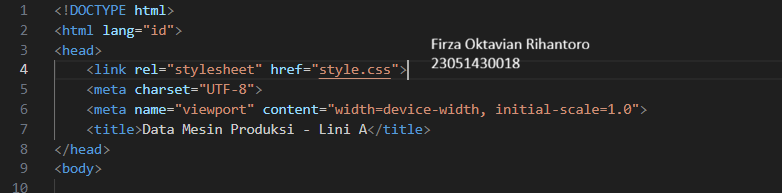 1 <!DOCTYPE html>
2 <html lang="id">
3 <head>
4 <link rel="stylesheet" href="style.css">
5 <meta charset="UTF-8">
6 <meta name="viewport" content="width=device-width, initial-scale=1.0">
7 <title>Data Mesin Produksi - Lini A</title>
8 </head>
9 <body>
10
Firza Oktavian Rihantoro
23051430018